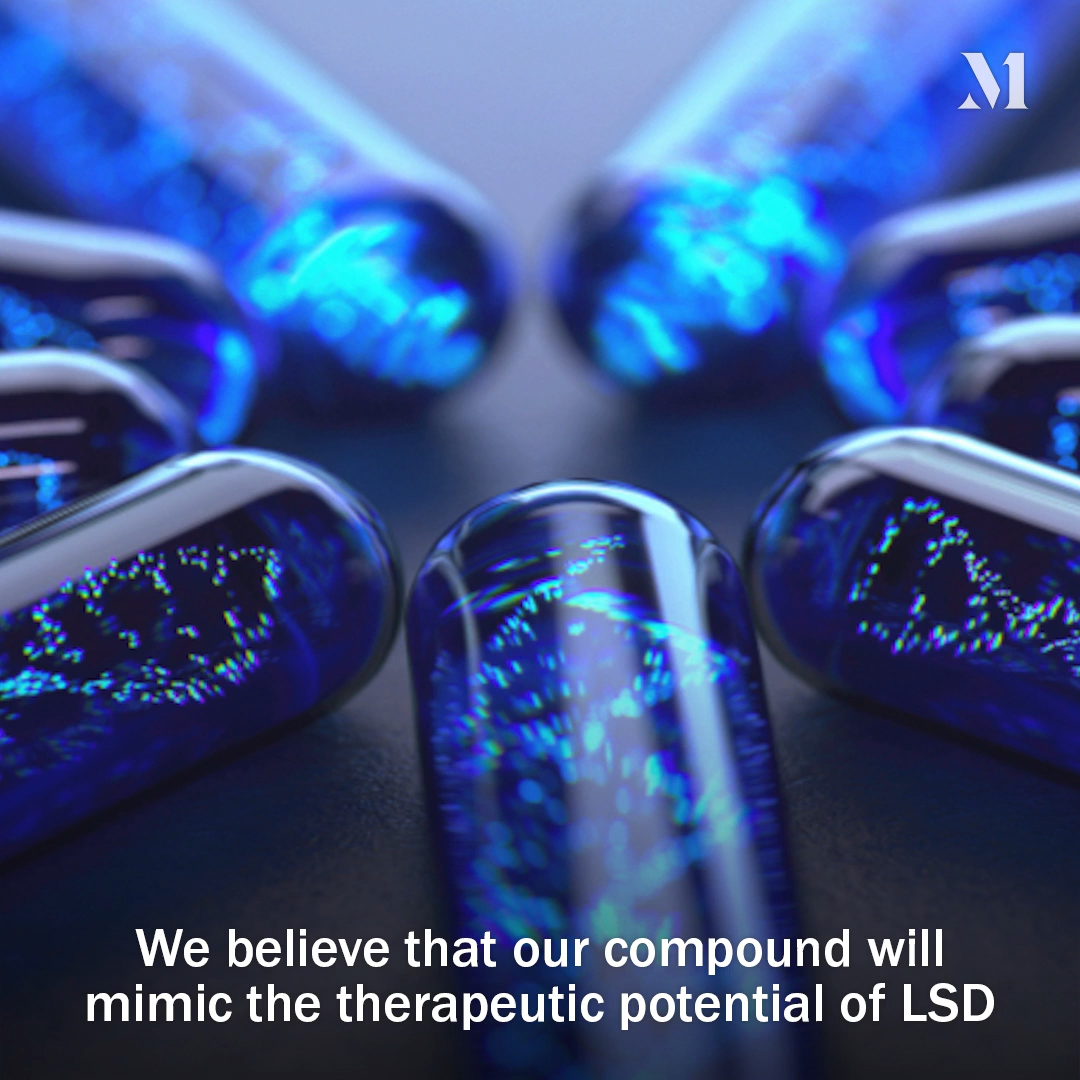 M
We believe that our compound will
mimic the therapeutic potential of LSD